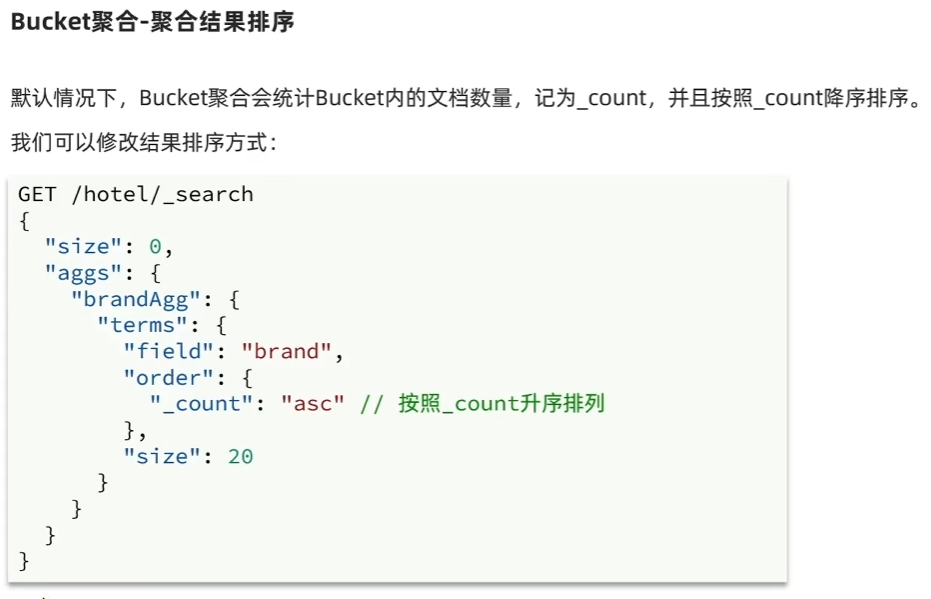 Bucket聚合-聚合结果排序
默认情况下，Bucket聚合会统计Bucket内的文档数量，记为_count，并且按照_count降序排序。
我们可以修改结果排序方式：
GET /hotel/_search
{
  "size": 0,
  "aggs": {
    "brandAgg": {
      "terms": {
        "field": "brand",
        "order": {
          "_count": "asc" // 按照_count升序排列
        },
        "size": 20
      }
    }
  }
}